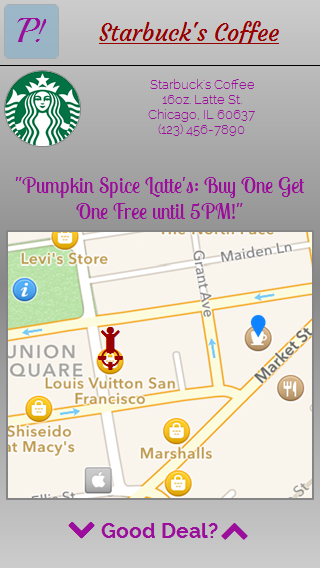 P!
Starbuck's Coffee
Starbuck's Coffee
16oz. Latte St.
Chicago, IL 60637
(123) 456-7890
"Pumpkin Spice Latte's: Buy One Get
One Free until 5PM!"
The North Face
Levi's Store
Maiden Ln
Grant Ave
i
UNION
SQUARE
Market St
Louis Vuitton San
Francisco
Shiseido
at Macy's
Marshalls
Ellis St
Good Deal?